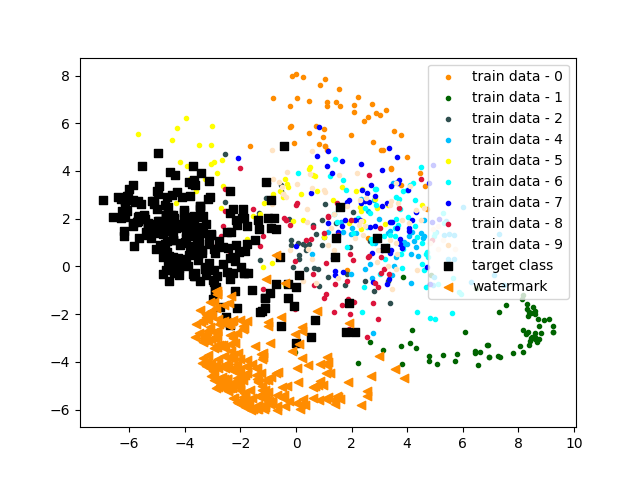 8
6
4
2
0
−2
−4
−6
−6
−4
−2
0
2
4
6
8
10
train data - 0
train data - 1
train data - 2
train data - 4
train data - 5
train data - 6
train data - 7
train data - 8
train data - 9
target class
watermark